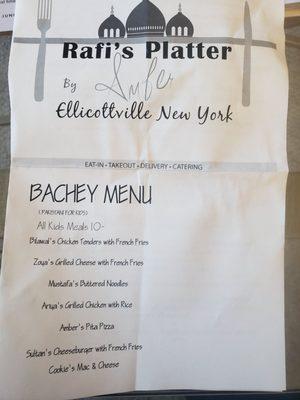 Rafi's Platter
By Sufi
Ellicottville New York
EAT-IN • TAKEOUT • DELIVERY • CATERING
BACHEY MENU
(PAKISTANI FOR KIDS)
All Kids Meals 10-
Bilawal's Chicken Tenders with French Fries
Zoya's Grilled Cheese with French Fries
Mustafa's Buttered Noodles
Ariya's Grilled Chicken with Rice
Amber's Pita Pizza
Sultan's Cheeseburger with French Fries
Cookie's Mac & Cheese